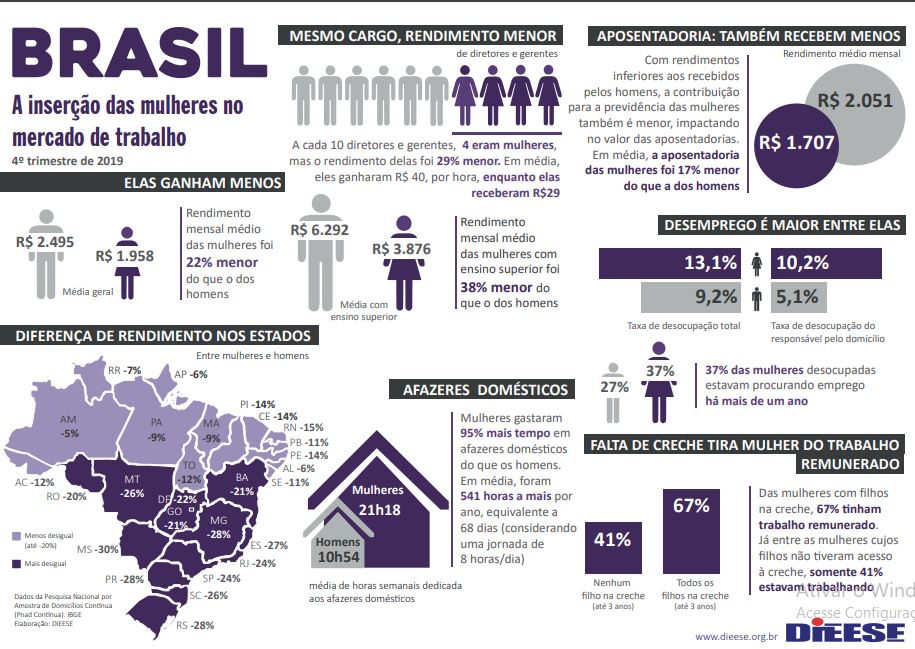 BRASIL
A inserção das mulheres no
mercado de trabalho
4º trimestre de 2019
ELAS GANHAM MENOS
R$ 2.495
R$ 1.958
Média geral
Rendimento
mensal médio
das mulheres foi
22% menor
do que o dos
homens
MESMO CARGO, RENDIMENTO MENOR
de diretores e gerentes
A cada 10 diretores e gerentes, 4 eram mulheres,
mas o rendimento delas foi 29% menor. Em média,
eles ganharam R$ 40, por hora, enquanto elas
receberam R$29
R$ 6.292
R$ 3.876
Média com
ensino superior
Rendimento
mensal médio
das mulheres com
ensino superior foi
38% menor do
que o dos homens
APOSENTADORIA: TAMBÉM RECEBEM MENOS
Rendimento médio mensal
Com rendimentos
inferiores aos recebidos
pelos homens, a contribuição
para a previdência das mulheres
também é menor, impactando
no valor das aposentadorias.
Em média, a aposentadoria
das mulheres foi 17% menor
do que a dos homens
R$ 2.051
R$ 1.707
DESEMPREGO É MAIOR ENTRE ELAS
13,1%
10,2%
9,2%
5,1%
Taxa de desocupação total
Taxa de desocupação do
responsável pelo domicílio
27%
37%
37% das mulheres desocupadas
estavam procurando emprego
há mais de um ano
DIFERENÇA DE RENDIMENTO NOS ESTADOS
Entre mulheres e homens
RR -7%
AP -6%
AM
-5%
PA
-9%
MA
-9%
PI -14%
CE -14%
RN -15%
PB -11%
PE -14%
AL -6%
SE -11%
TO
-12%
AC -12%
RO -20%
MT
-26%
BA
-21%
DF -22%
GO
-21%
MG
-28%
MS -30%
ES -27%
RJ -24%
SP -24%
PR -28%
SC -26%
RS -28%
Menos desigual
(até -20%)
Mais desigual
Dados da Pesquisa Nacional por
Amostra de Domicílios Contínua
(Pnad Contínua). IBGE
Elaboração: DIEESE
AFAZERES DOMÉSTICOS
Mulheres
21h18
Homens
10h54
média de horas semanais dedicada
aos afazeres domésticos
Mulheres gastaram
95% mais tempo em
afazeres domésticos
do que os homens.
Em média, foram
541 horas a mais por
ano, equivalente a
68 dias (considerando
uma jornada de
8 horas/dia)
FALTA DE CRECHE TIRA MULHER DO TRABALHO
REMUNERADO
41%
67%
Nenhum
filho na creche
(até 3 anos)
Todos os
filhos na creche
(até 3 anos)
Das mulheres com filhos
na creche, 67% tinham
trabalho remunerado.
Já entre as mulheres cujos
filhos não tiveram acesso
à creche, somente 41%
estavam trabalhando
Ativar o Wind
Acesse Configuraç
www.dieese.org.br
DIEESE